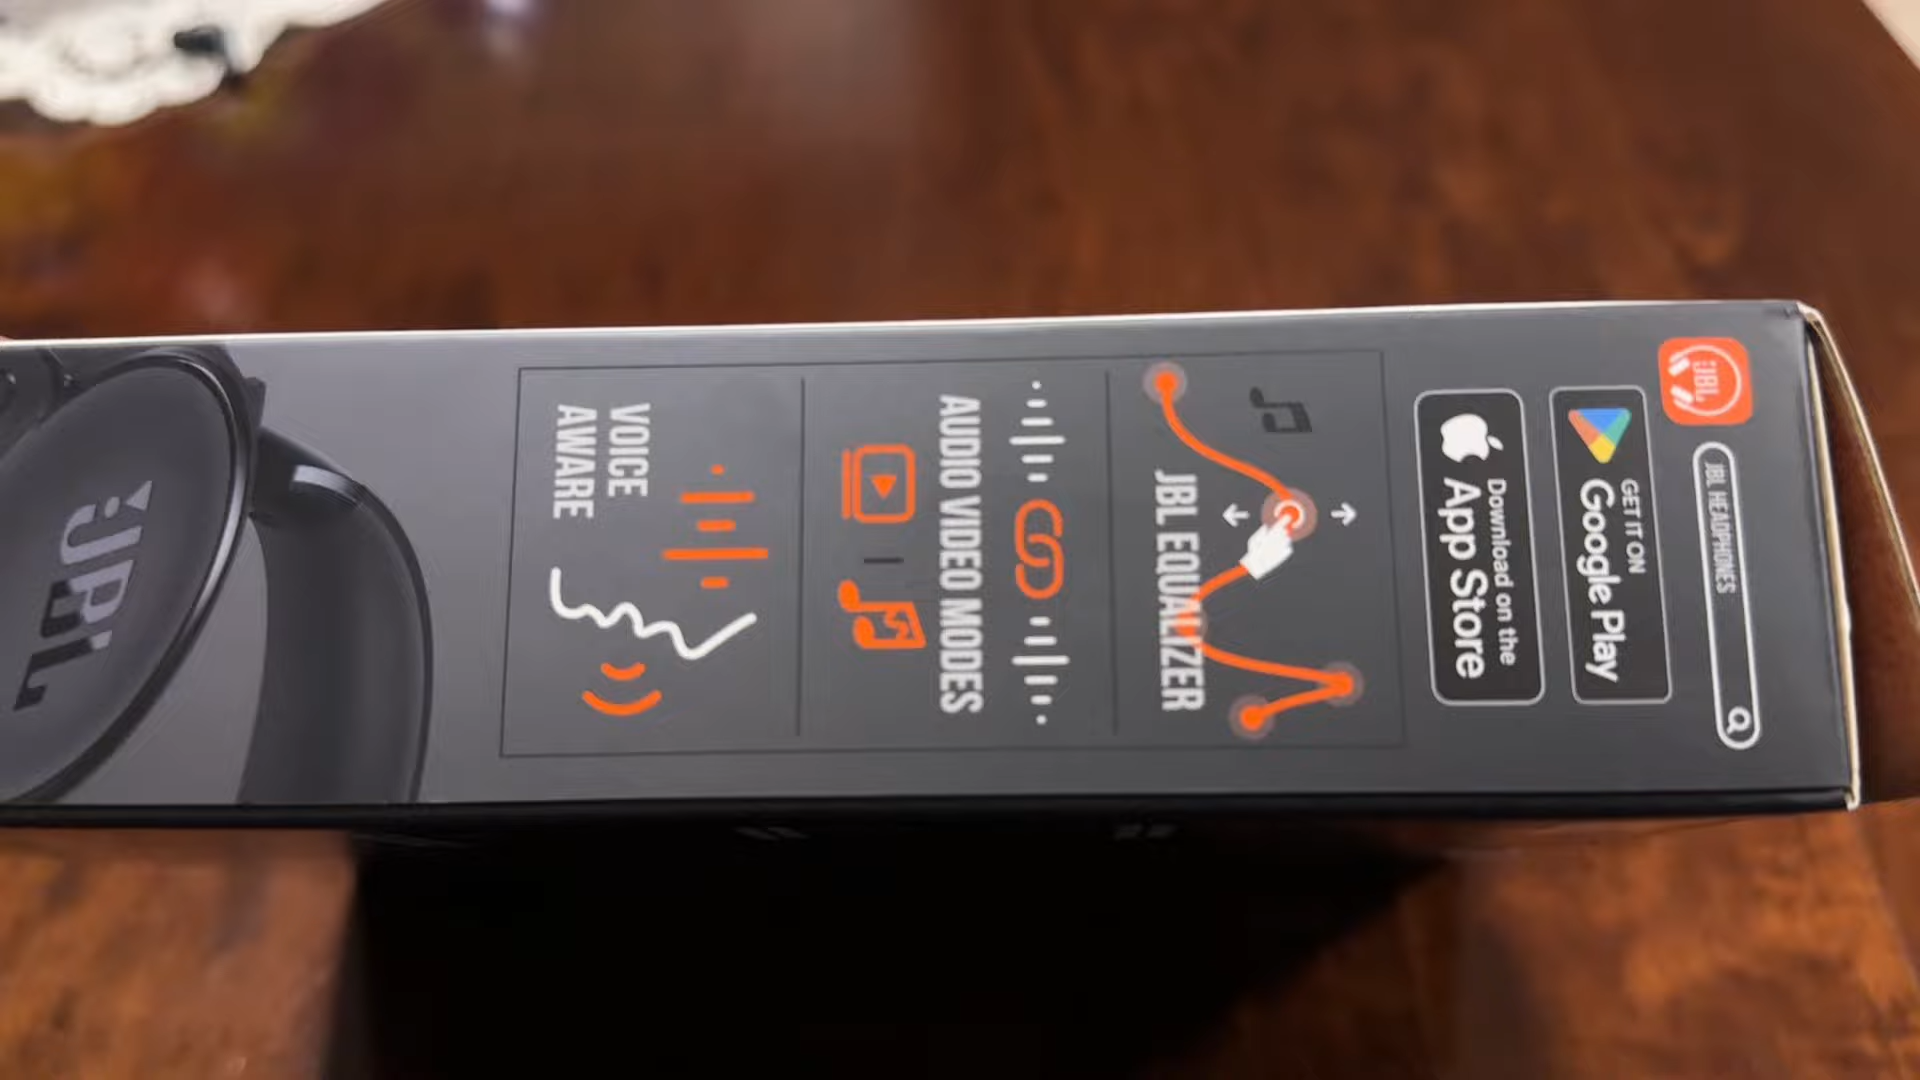 JBL
JBL HEADPHONES
GET IT ON
Google Play
Download on the
App Store
JBL EQUALIZER
AUDIO VIDEO MODES
VOICE
AWARE
JBL